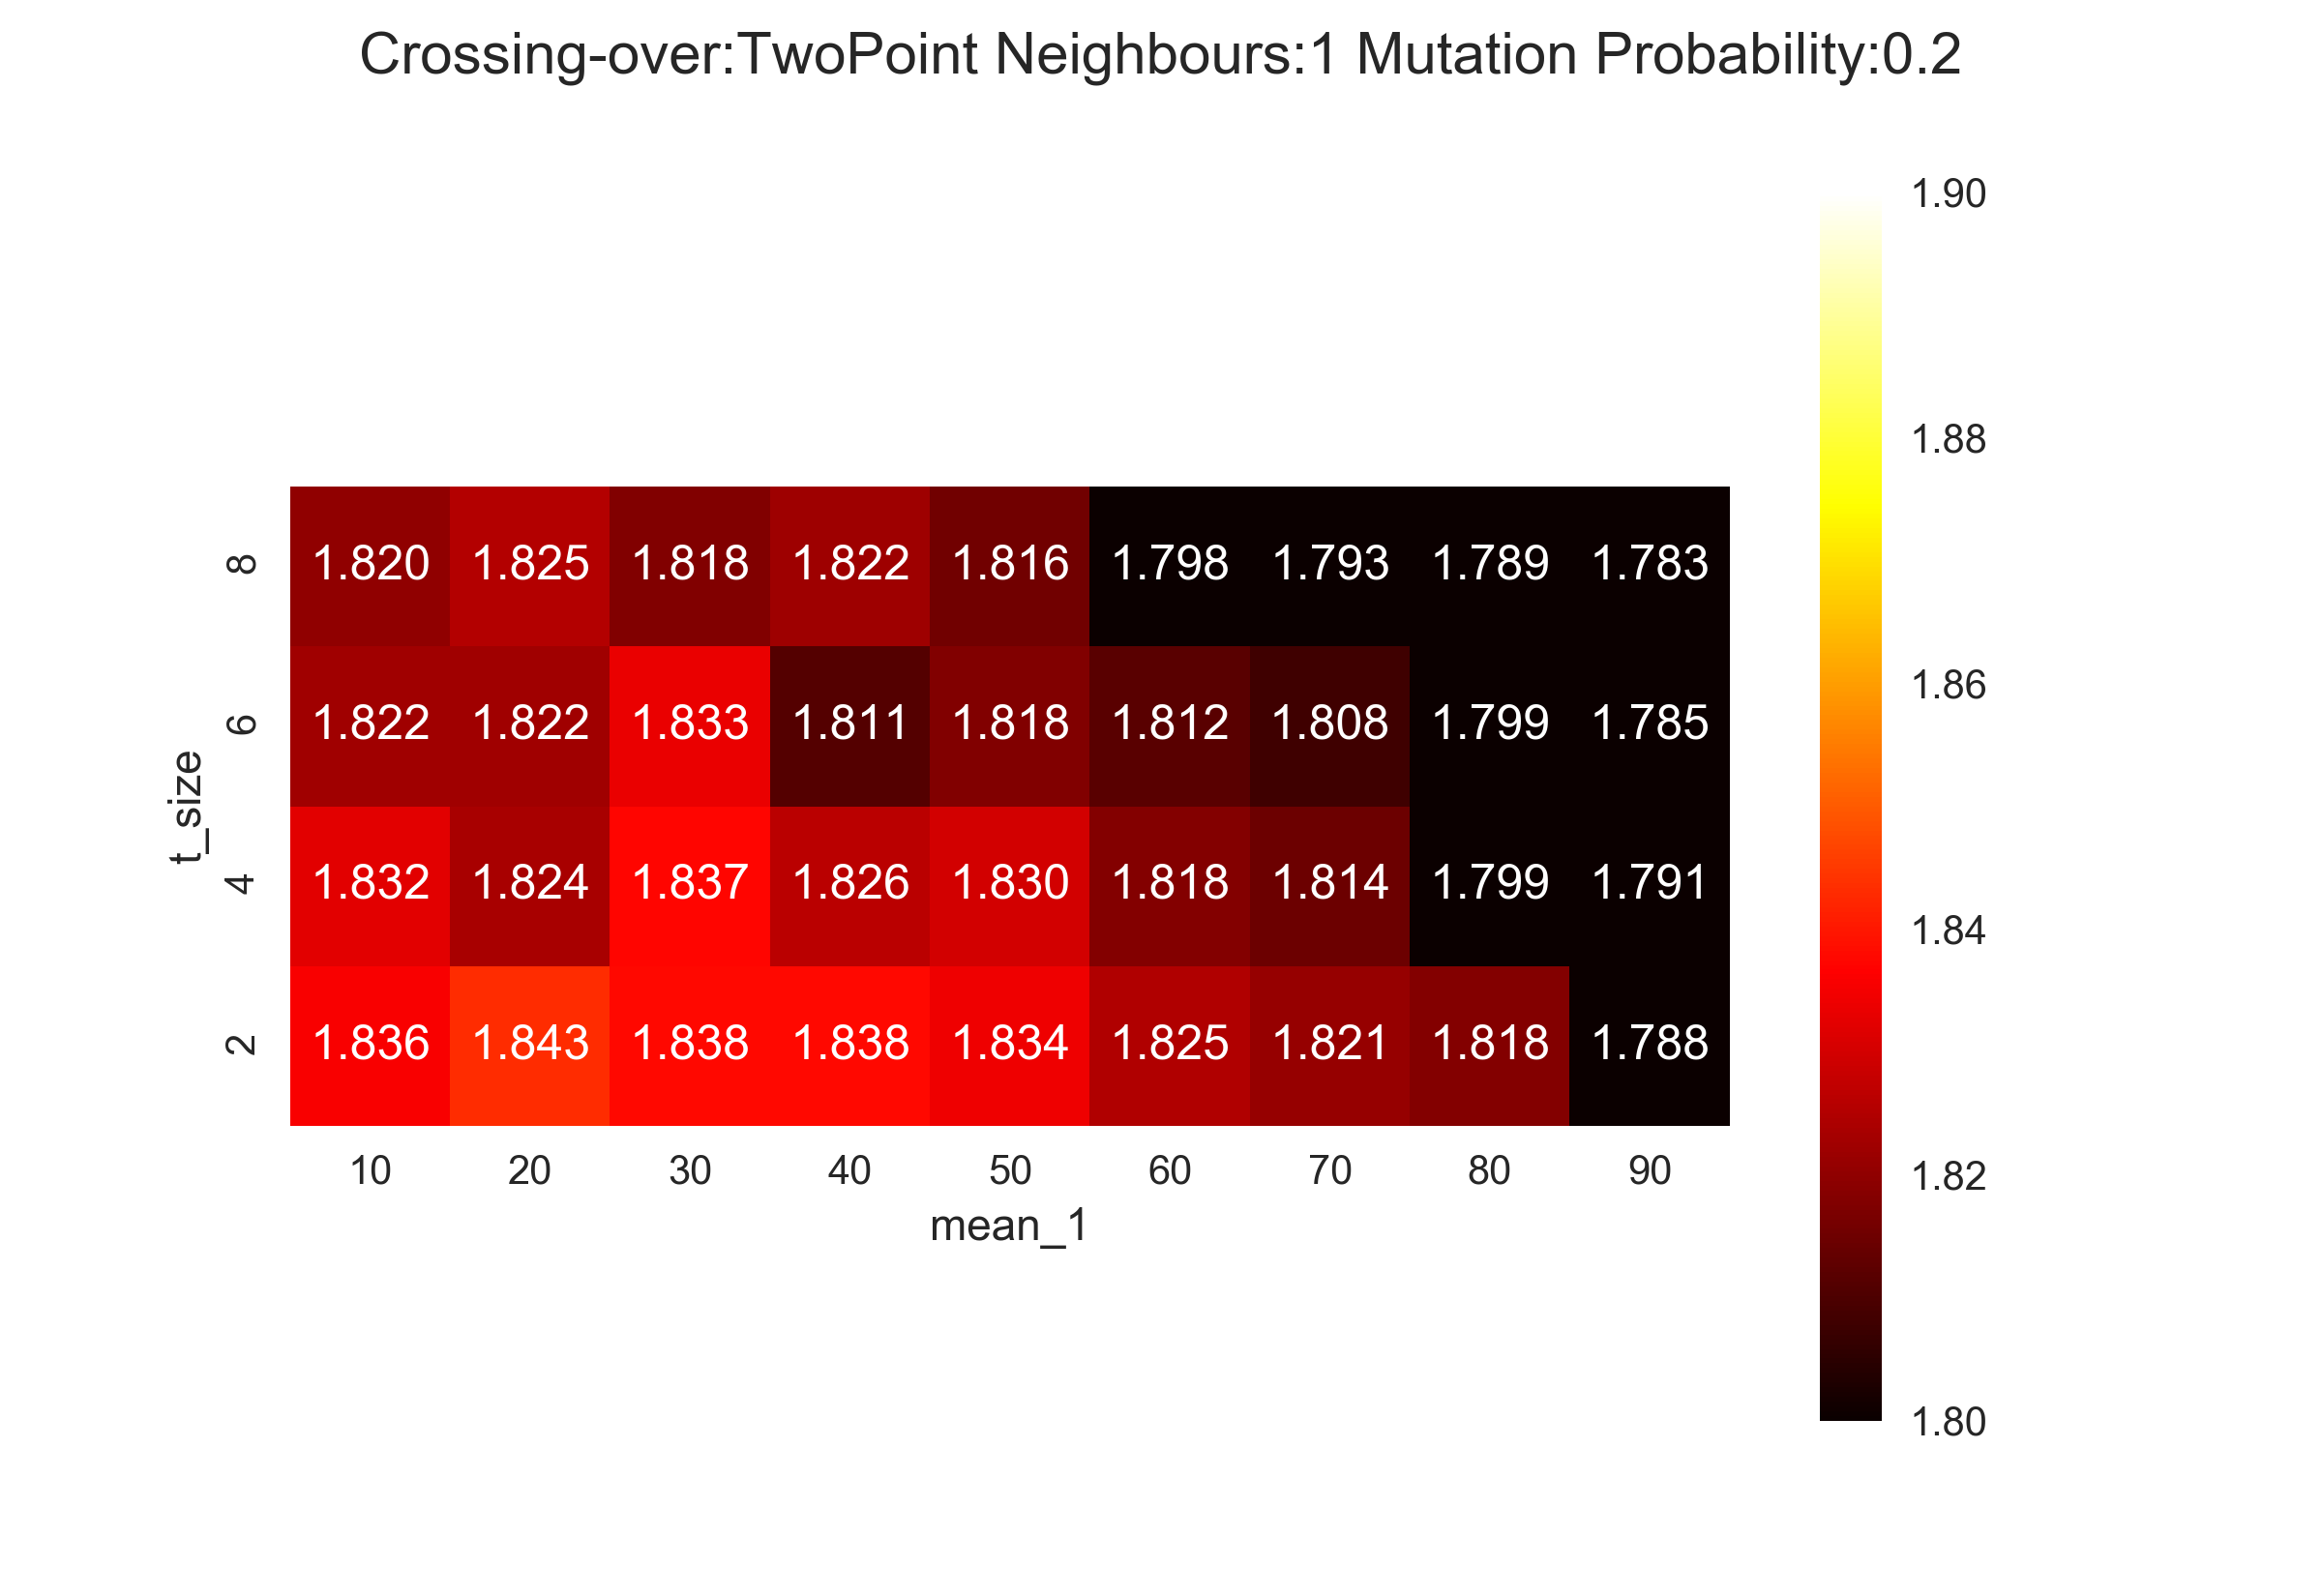 Crossing-over:TwoPoint Neighbours:1 Mutation Probability:0.2
t_size
8 1.820 1.825 1.818 1.822 1.816 1.798 1.793 1.789 1.783
6 1.822 1.822 1.833 1.811 1.818 1.812 1.808 1.799 1.785
4 1.832 1.824 1.837 1.826 1.830 1.818 1.814 1.799 1.791
2 1.836 1.843 1.838 1.838 1.834 1.825 1.821 1.818 1.788
10 20 30 40 50 60 70 80 90
mean_1
1.90
1.88
1.86
1.84
1.82
1.80